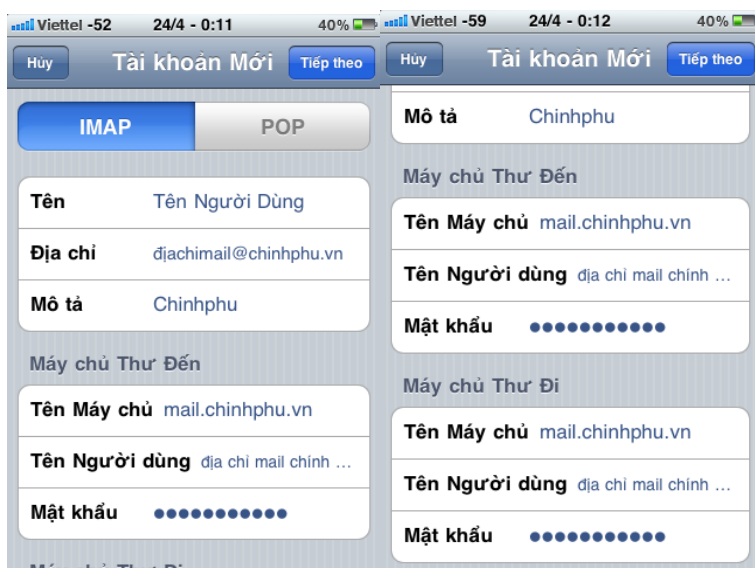 Viettel -52 24/4 - 0:11 40%
Hủy Tài khoản Mới Tiếp theo
IMAP POP
Tên Tên Người Dùng
Địa chỉ địachimail@chinhphu.vn
Mô tả Chinhphu
Máy chủ Thư Đến
Tên Máy chủ mail.chinhphu.vn
Tên Người dùng địa chỉ mail chính ...
Mật khẩu ●●●●●●●●●●●
Máy chủ Thư Đi
Viettel -59 24/4 - 0:12 40%
Hủy Tài khoản Mới Tiếp theo
Mô tả Chinhphu
Máy chủ Thư Đến
Tên Máy chủ mail.chinhphu.vn
Tên Người dùng địa chỉ mail chính ...
Mật khẩu ●●●●●●●●●●●
Máy chủ Thư Đi
Tên Máy chủ mail.chinhphu.vn
Tên Người dùng địa chỉ mail chính ...
Mật khẩu ●●●●●●●●●●●